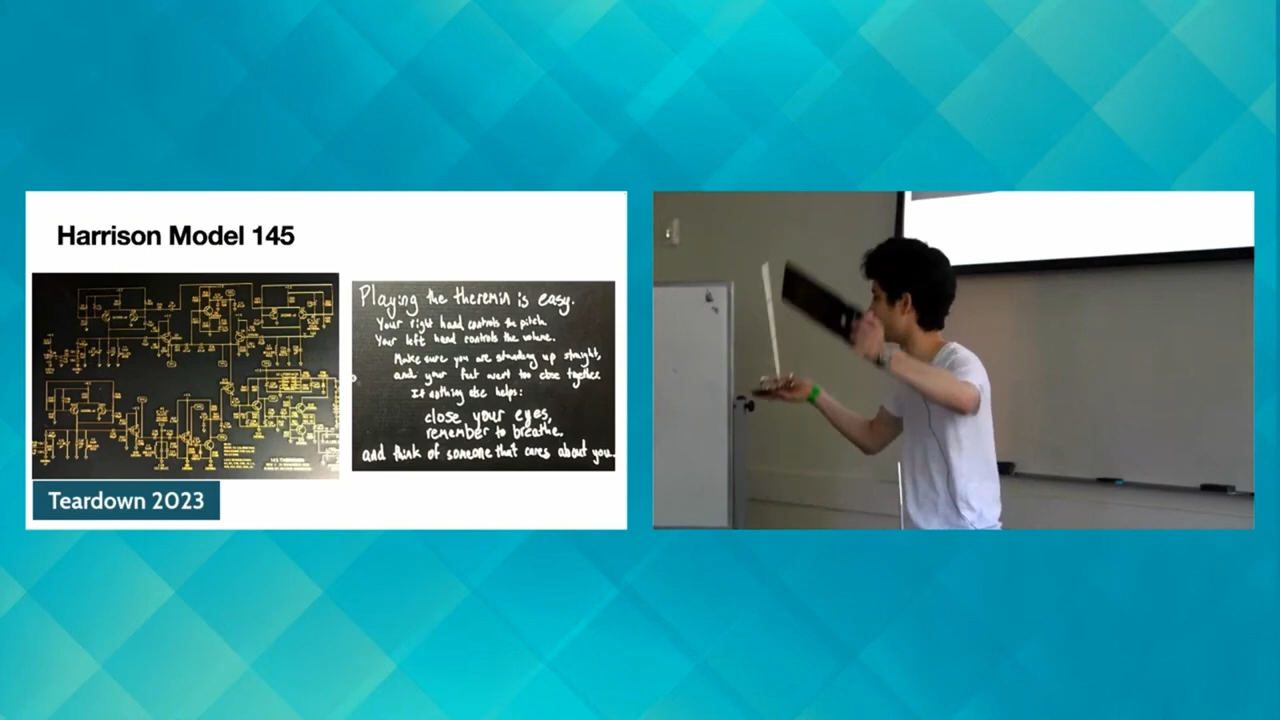 Harrison Model 145
Playing the theremin is easy.
Your right hand controls the pitch.
Your left hand controls the volume.
Make sure you are standing up straight,
and your feet weren't too close together.
If nothing else helps:
close your eyes,
remember to breathe.
and think of someone that cares about you.
Teardown 2023